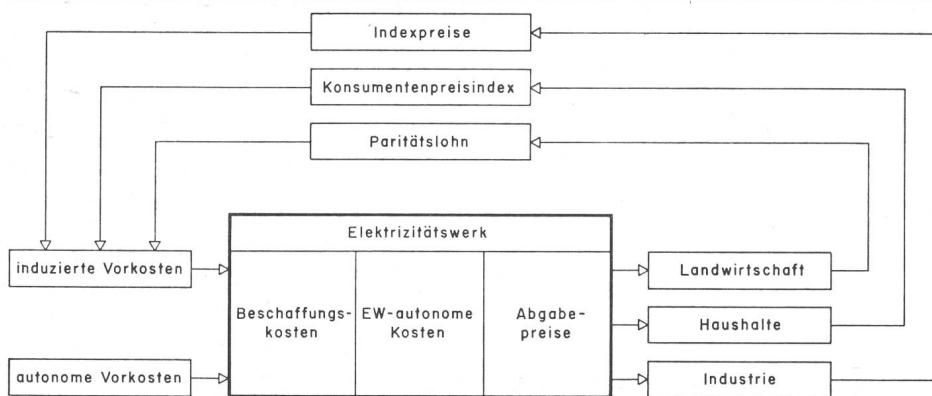 Indexpreise
Konsumentenpreisindex
Paritätslohn
Elektrizitätswerk
induzierte Vorkosten
Landwirtschaft
Beschaffungs-
kosten
EW-autonome
Kosten
Abgabe-
preise
Haushalte
autonome Vorkosten
Industrie